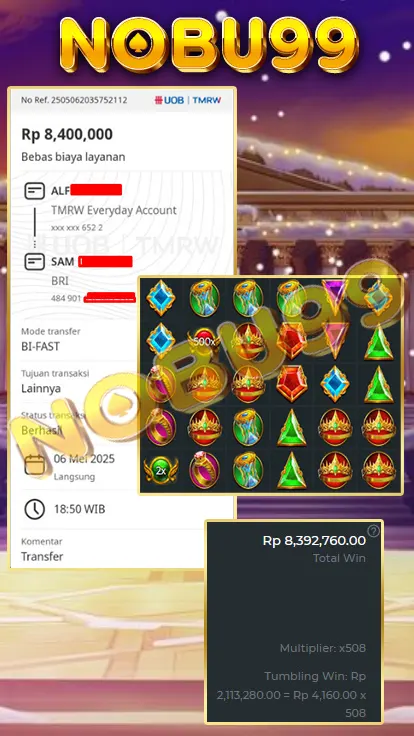 NOBU99
No Ref. 2505062035752112
UOB | TMRW
Rp 8,400,000
Bebas biaya layanan
ALF
TMRW Everyday Account
xxx xxx 652 2
UOB | TMRW
SAM
BRI
484 901
Mode transfer
BI-FAST
Tujuan transaksi
Lainnya
Status transaksi
Berhasil
06 Mei 2025
Langsung
18:50 WIB
Komentar
Transfer
500x
2x
NOBU99
Rp 8,392,760.00
?
Total Win
Multiplier: x508
Tumbling Win: Rp
2,113,280.00 = Rp 4,160.00 x
508